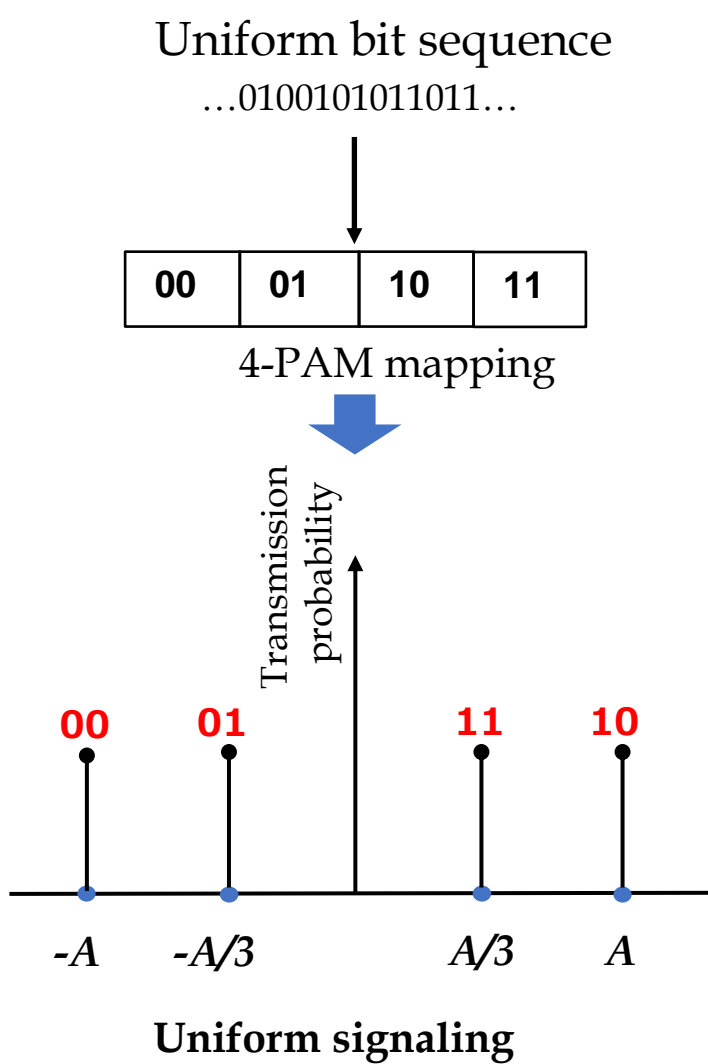 Uniform bit sequence
…0100101011011…
00 01 10 11
4-PAM mapping
Transmission
probability
00 01 11 10
-A -A/3 A/3 A
Uniform signaling